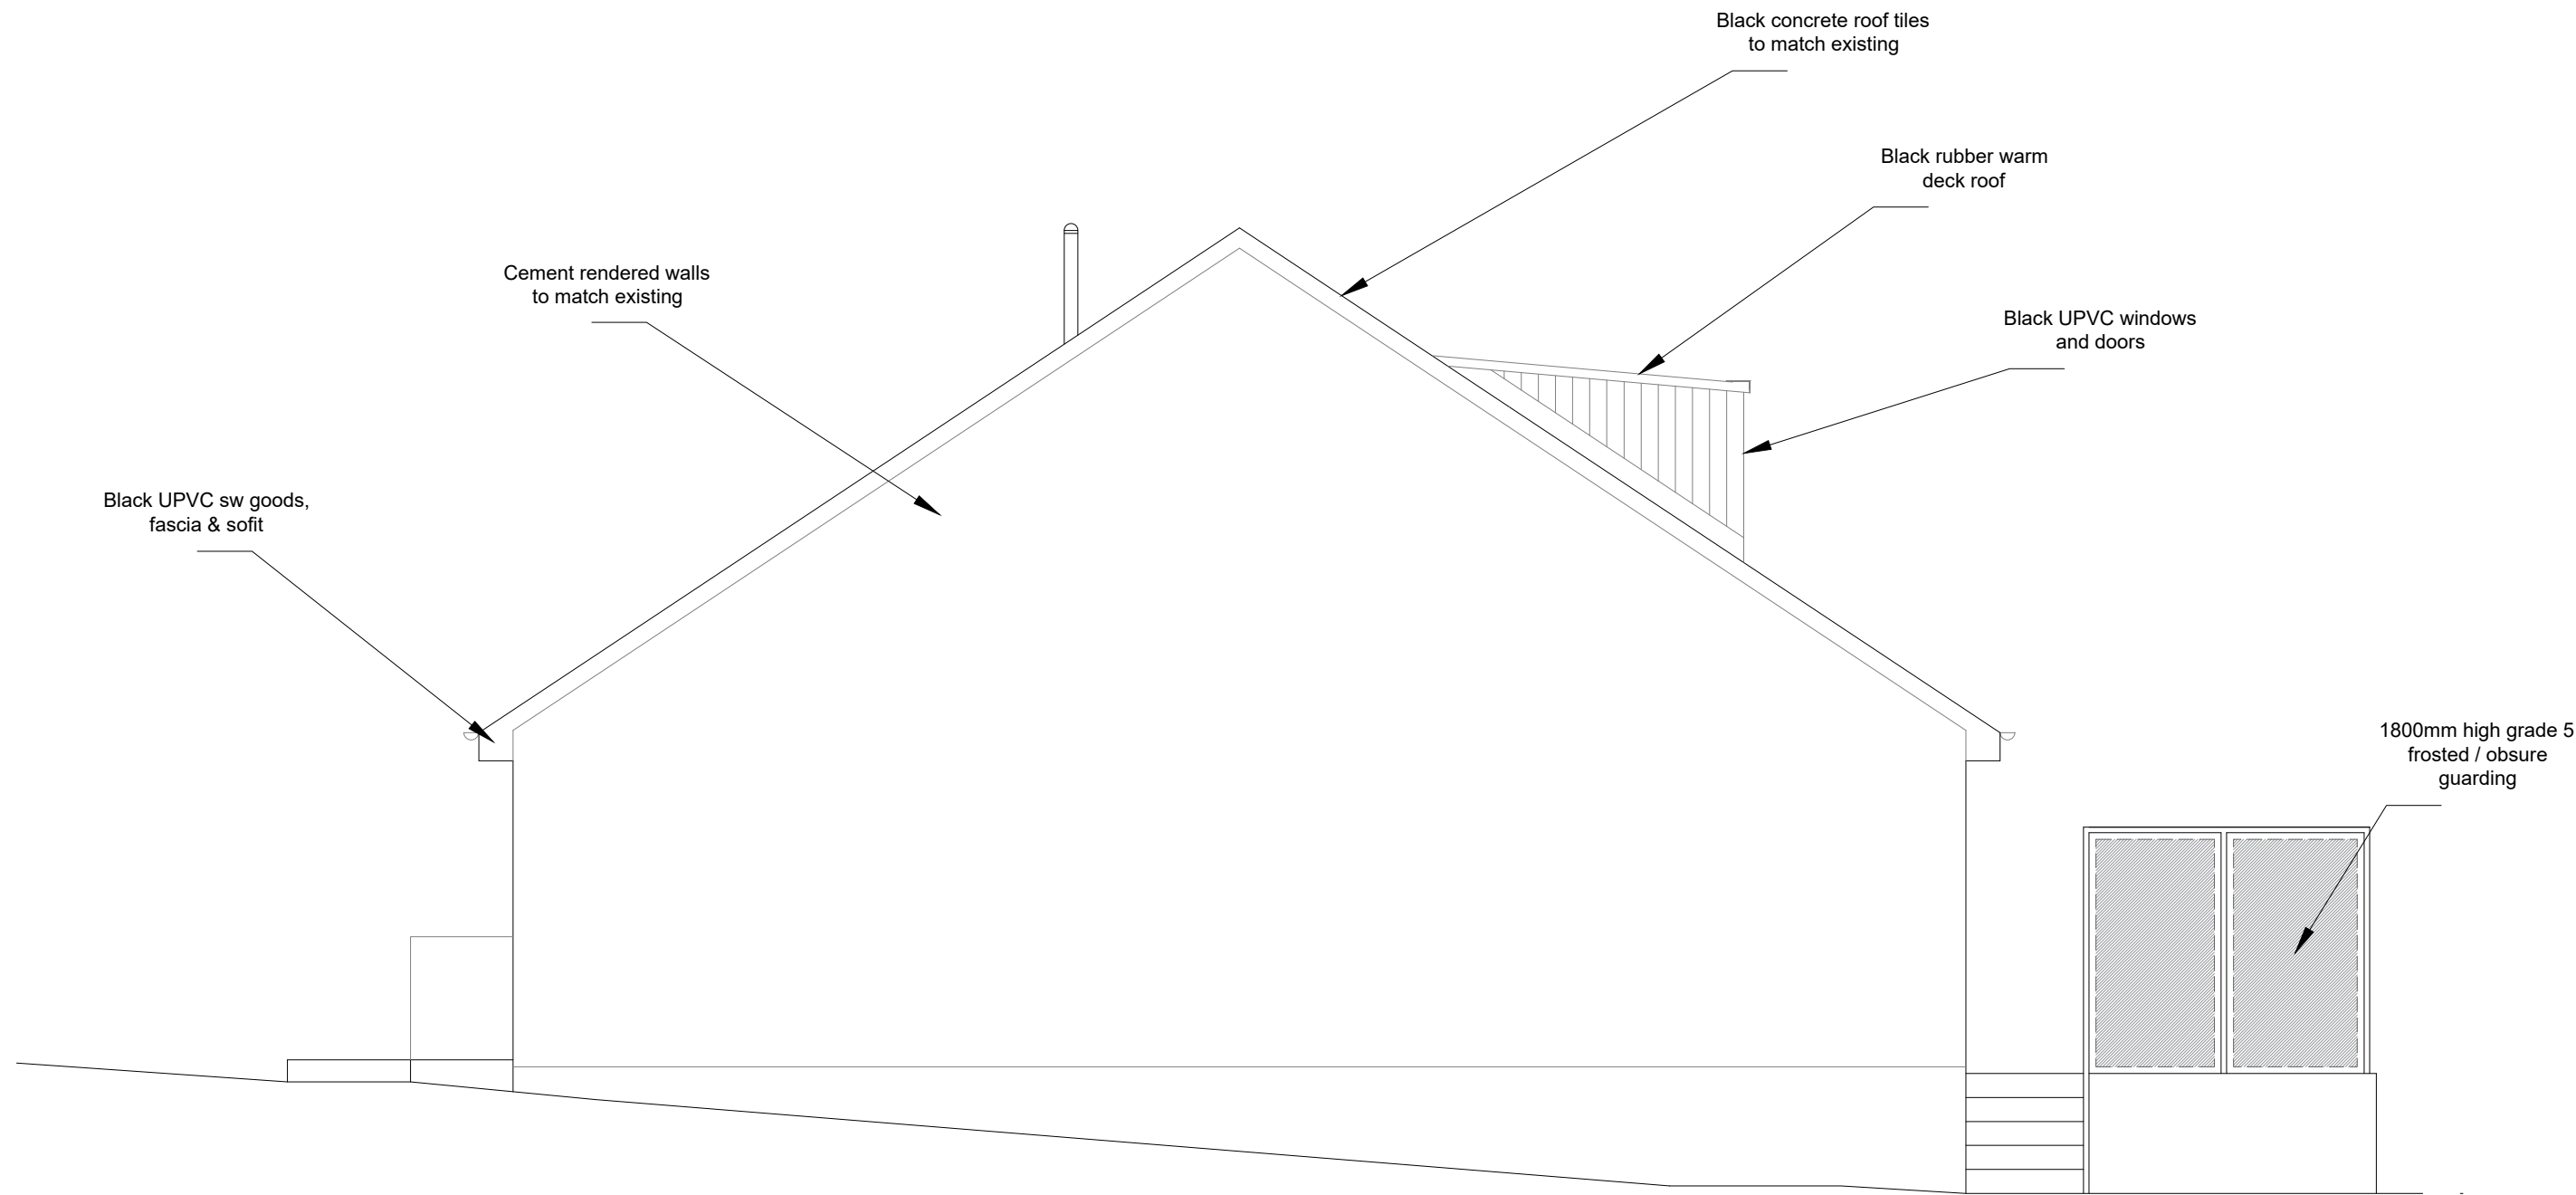 Black concrete roof tiles
to match existing
Black rubber warm
deck roof
Cement rendered walls
to match existing
Black UPVC windows
and doors
Black UPVC sw goods,
fascia & sofit
1800mm high grade 5
frosted / obsure
guarding